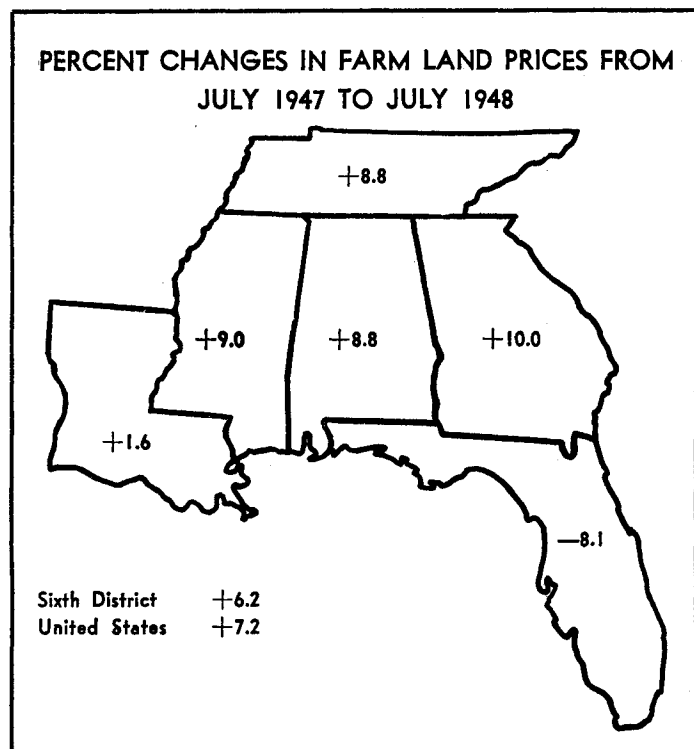 PERCENT CHANGES IN FARM LAND PRICES FROM
JULY 1947 TO JULY 1948
+8.8
+9.0
+8.8
+10.0
+1.6
—8.1
Sixth District +6.2
United States +7.2